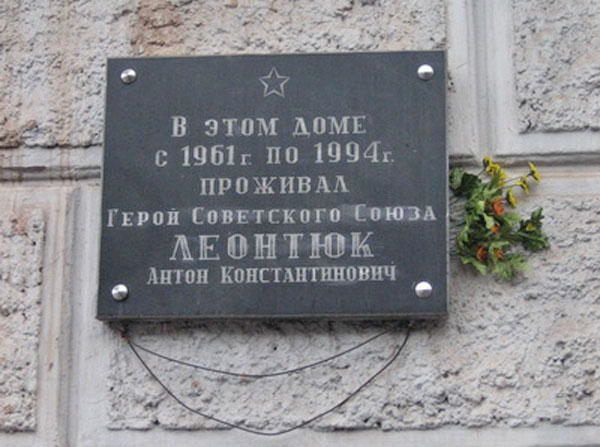 В ЭТОМ ДОМЕ
С 1961г. ПО 1994г.
ПРОЖИВАЛ
ГЕРОЙ СОВЕТСКОГО СОЮЗА
ЛЕОНТЮК
АНТОН КОНСТАНТИНОВИЧ